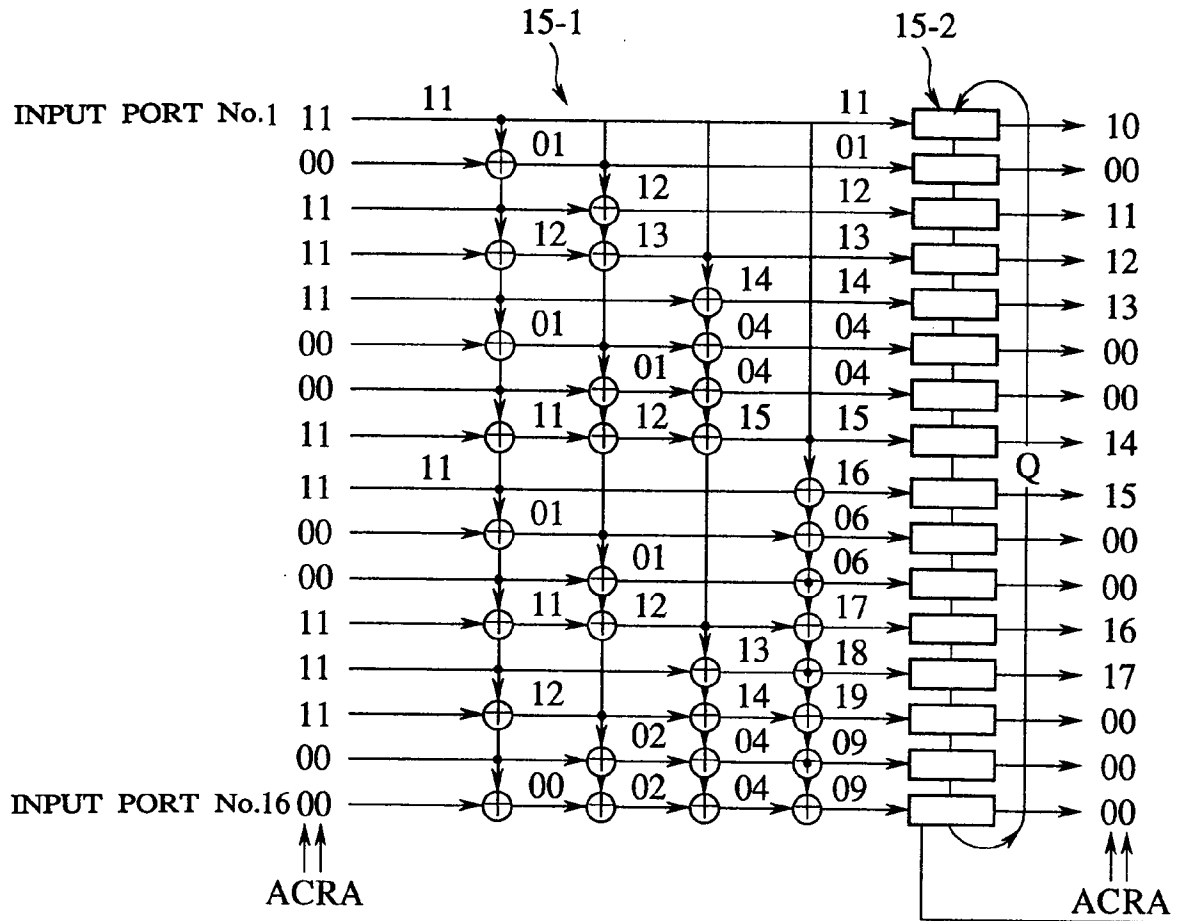 15-1 15-2
INPUT PORT No.1 11 11 11 10
00 01 01 00
11 12 12 11
11 12 13 13 12
11 14 14 13
00 01 04 04 00
00 01 04 04 00
11 11 12 15 15 14
Q
11 11 16 15
00 01 06 00
00 01 06 00
11 11 12 17 16
11 13 18 17
11 12 14 19 00
00 02 04 09 00
INPUT PORT No.16 00 00 02 04 09 00
ACRA ACRA